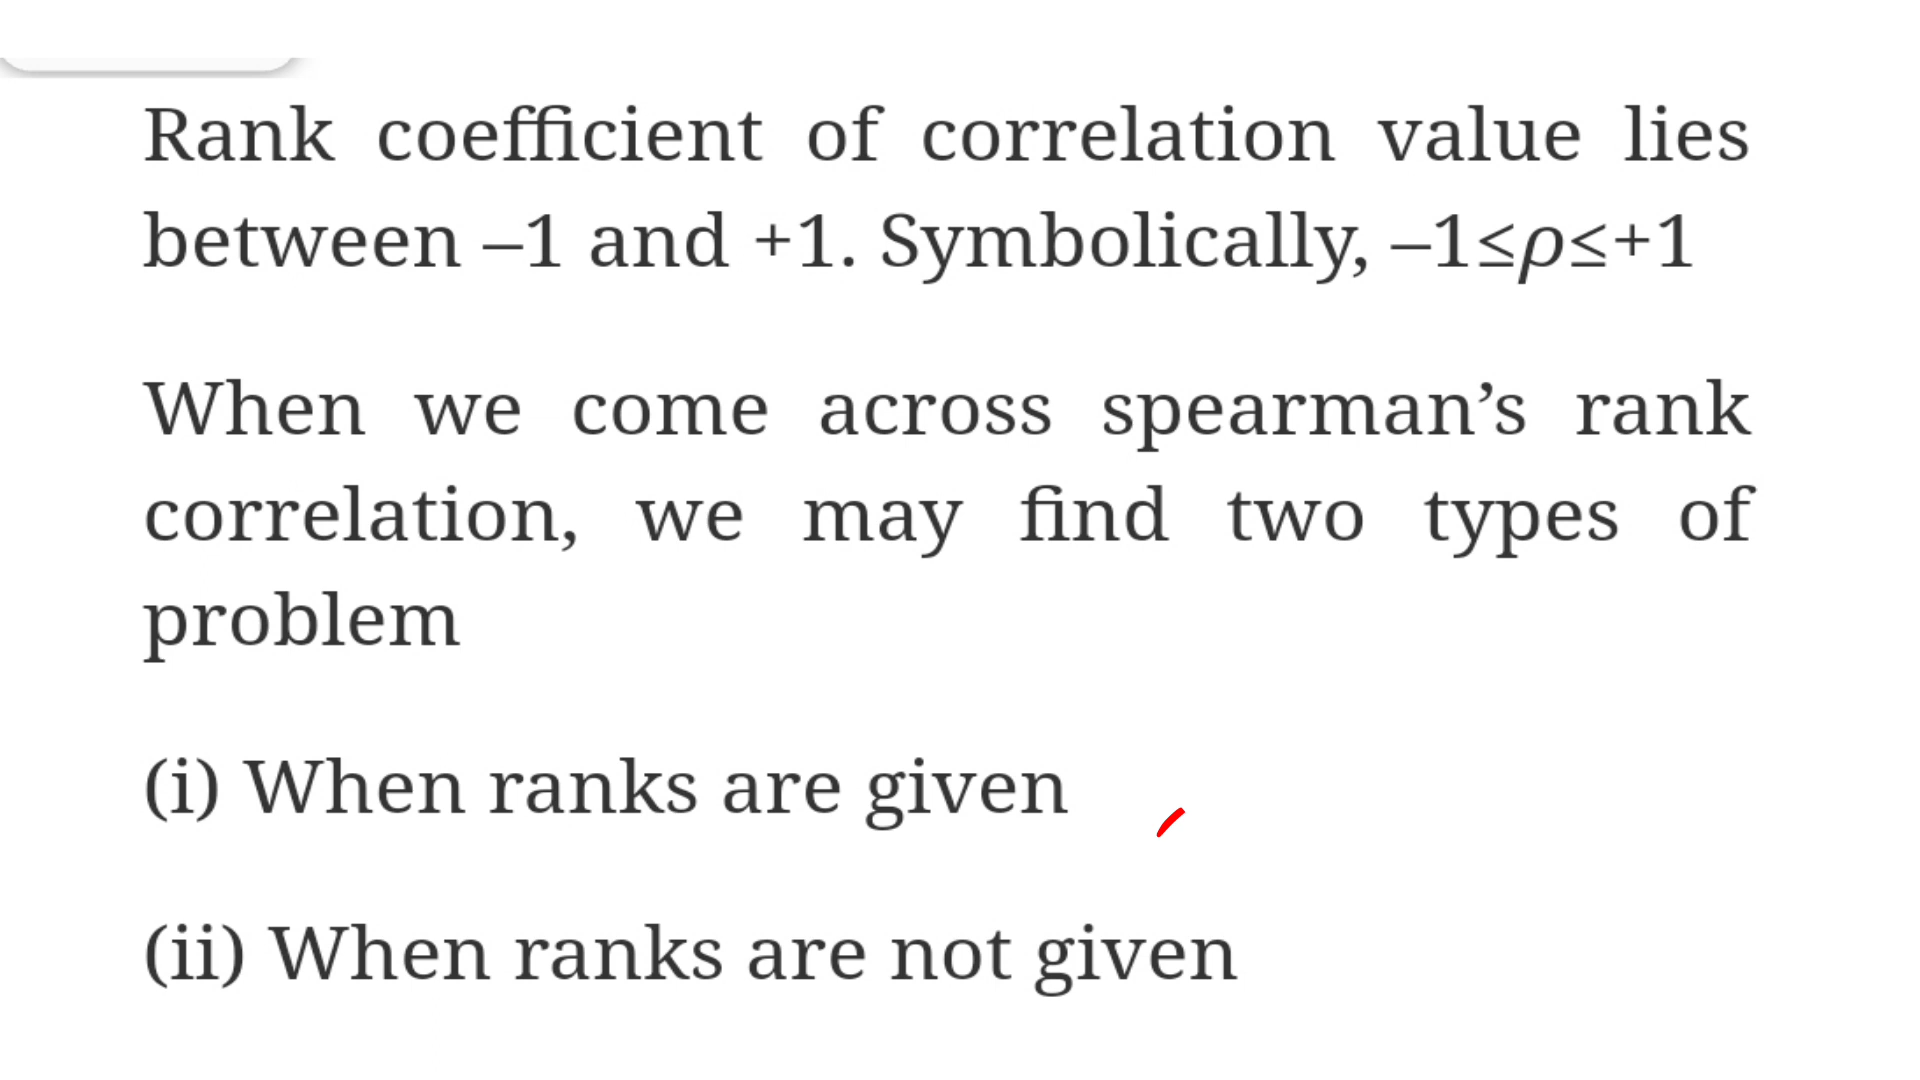 Rank coefficient of correlation value lies
between –1 and +1. Symbolically, –1≤ρ≤+1
When we come across spearman’s rank
correlation, we may find two types of
problem
(i) When ranks are given
(ii) When ranks are not given